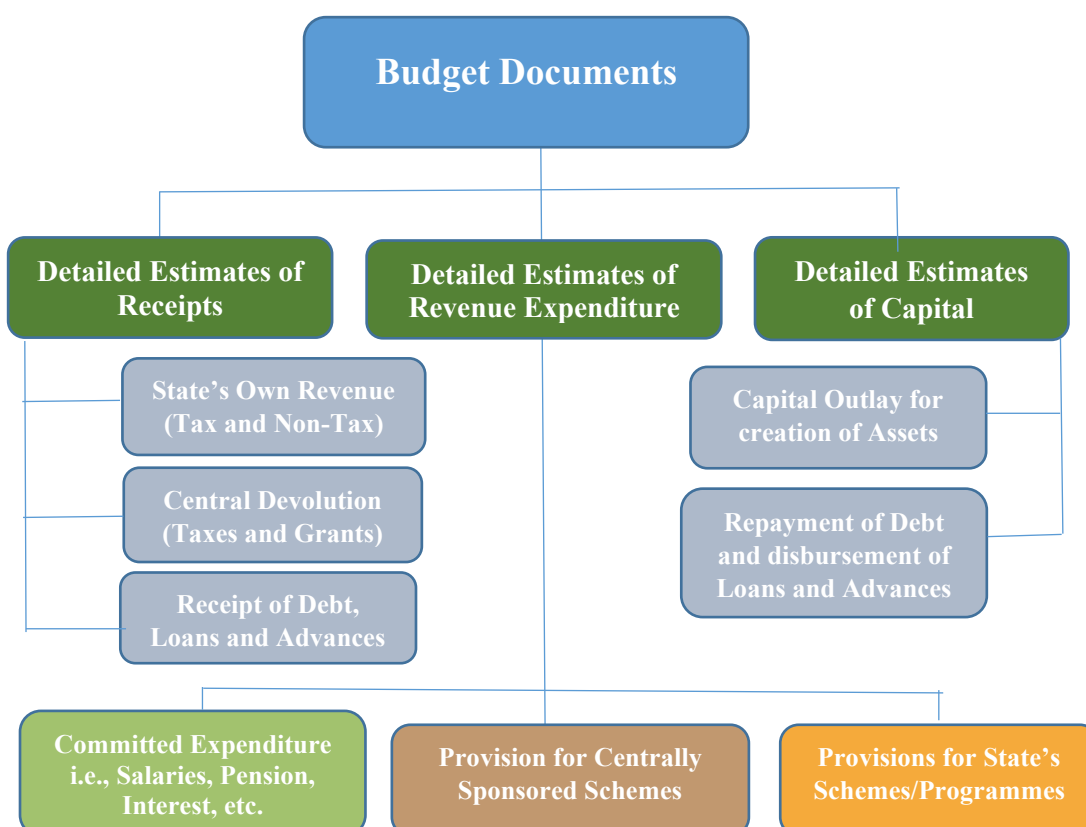 Budget Documents
Detailed Estimates of
Receipts
Detailed Estimates of
Revenue Expenditure
Detailed Estimates
of Capital
State’s Own Revenue
(Tax and Non-Tax)
Central Devolution
(Taxes and Grants)
Receipt of Debt,
Loans and Advances
Capital Outlay for
creation of Assets
Repayment of Debt
and disbursement of
Loans and Advances
Committed Expenditure
i.e., Salaries, Pension,
Interest, etc.
Provision for Centrally
Sponsored Schemes
Provisions for State’s
Schemes/Programmes